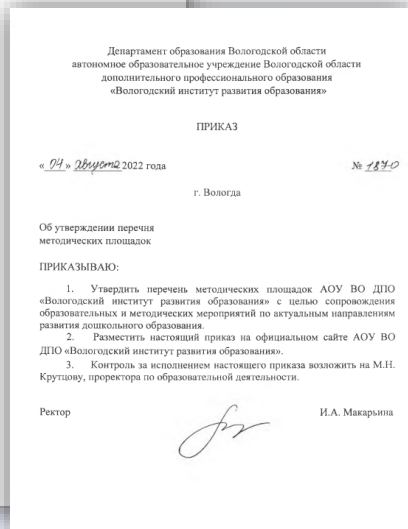 Департамент образования Вологодской области
автономное образовательное учреждение Вологодской области
дополнительного профессионального образования
«Вологодский институт развития образования»
ПРИКАЗ
«04» августа 2022 года № 1870
г. Вологда
Об утверждении перечня
методических площадок
ПРИКАЗЫВАЮ:
1. Утвердить перечень методических площадок АОУ ВО ДПО
«Вологодский институт развития образования» с целью сопровождения
образовательных и методических мероприятий по актуальным направлениям
развития дошкольного образования.
2. Разместить настоящий приказ на официальном сайте АОУ ВО
ДПО «Вологодский институт развития образования».
3. Контроль за исполнением настоящего приказа возложить на М.Н.
Крутцову, проректора по образовательной деятельности.
Ректор И.А. Макарьина